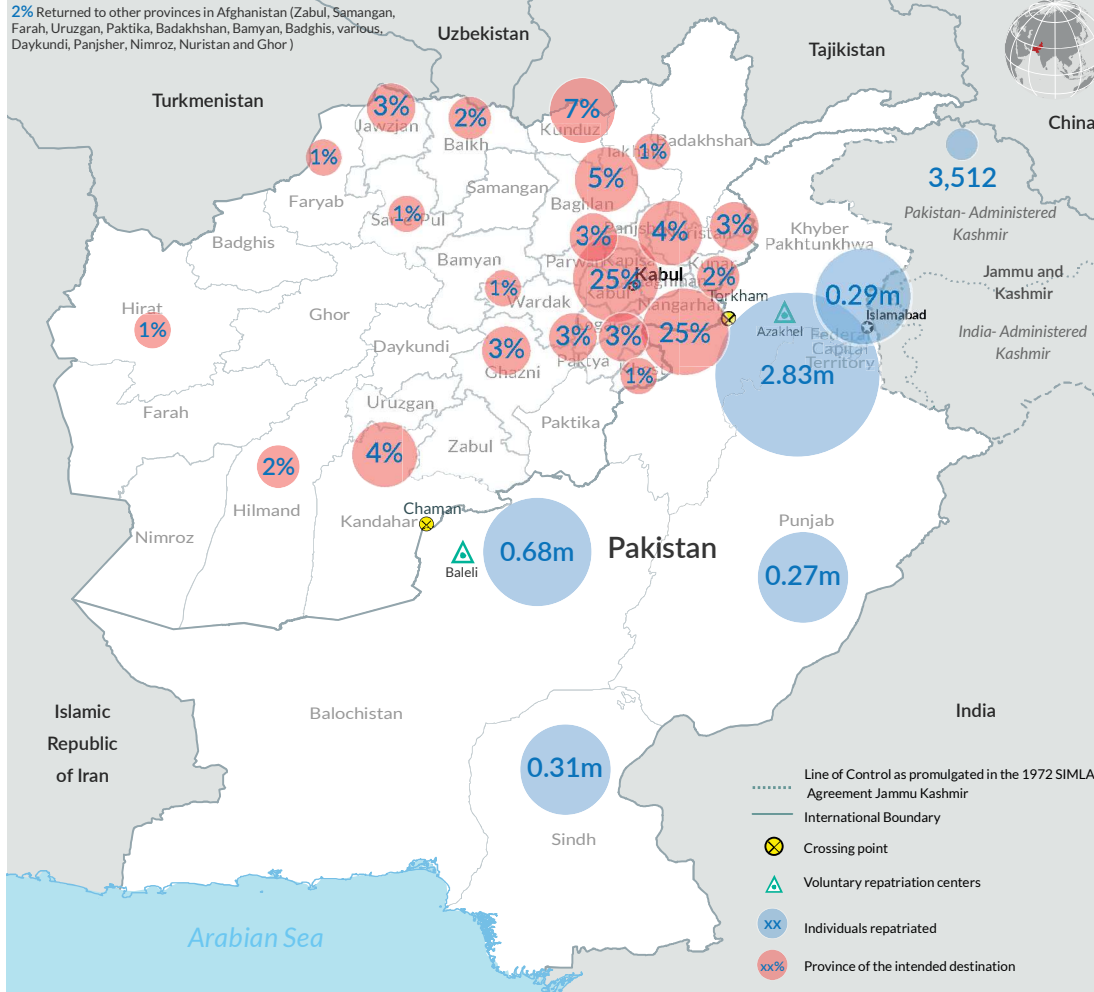 2% Returned to other provinces in Afghanistan (Zabul, Samangan,
Farah, Uruzgan, Paktika, Badakhshan, Bamyan, Badghis, various,
Daykundi, Panjsher, Nimroz, Nuristan and Ghor )
Uzbekistan
Tajikistan
Turkmenistan
China
3%
Jawzjan
2%
Balkh
7%
Kunduz
1%
Badakhshan
1%
Faryab
Samangan
5%
Baghlan
3,512
Pakistan- Administered
Kashmir
1%
Badghis
3%
4%
3%
Khyber
Pakhtunkhwa
Bamyan
Kapisa
25%
Kabul
Kabul
2%
Torkham
Jammu and
Kashmir
Hirat
1%
Ghor
1%
Wardak
Nangarhar
0.29m
Islamabad
India- Administered
Kashmir
Daykundi
3%
Ghazni
3%
Paktya
3%
25%
Azakhel
Federal
Capital
Territory
1%
2.83m
Farah
Uruzgan
Paktika
4%
Zabul
2%
Hilmand
Nimroz
Kandahar
Chaman
Baleli
0.68m
Pakistan
Punjab
0.27m
Islamic
Republic
of Iran
Balochistan
India
0.31m
Sindh
Arabian Sea
Line of Control as promulgated in the 1972 SIMLA
Agreement Jammu Kashmir
International Boundary
Crossing point
Voluntary repatriation centers
xx
Individuals repatriated
xx%
Province of the intended destination